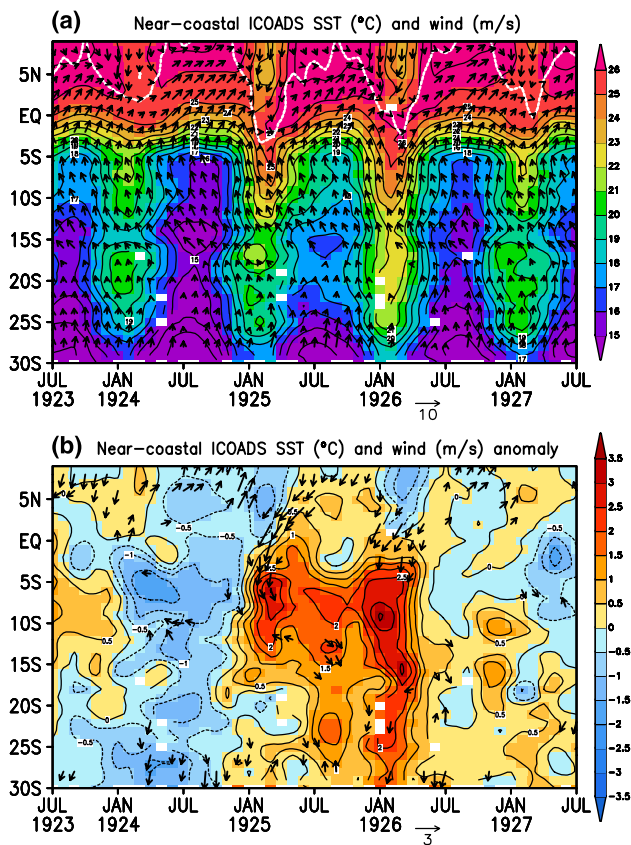 (a) Near-coastal ICOADS SST (°C) and wind (m/s)
5N
EQ
5S
10S
15S
20S
25S
30S
26
25
24
23
22
21
20
19
18
17
16
15
JUL JAN JUL JAN JUL JAN JUL JAN JUL
1923 1924 1925 1926 1927
10
(b) Near-coastal ICOADS SST (°C) and wind (m/s) anomaly
5N
EQ
5S
10S
15S
20S
25S
30S
3.5
3
2.5
2
1.5
1
0.5
0
-0.5
-1
-1.5
-2
-2.5
-3
-3.5
JUL JAN JUL JAN JUL JAN JUL JAN JUL
1923 1924 1925 1926 1927
3